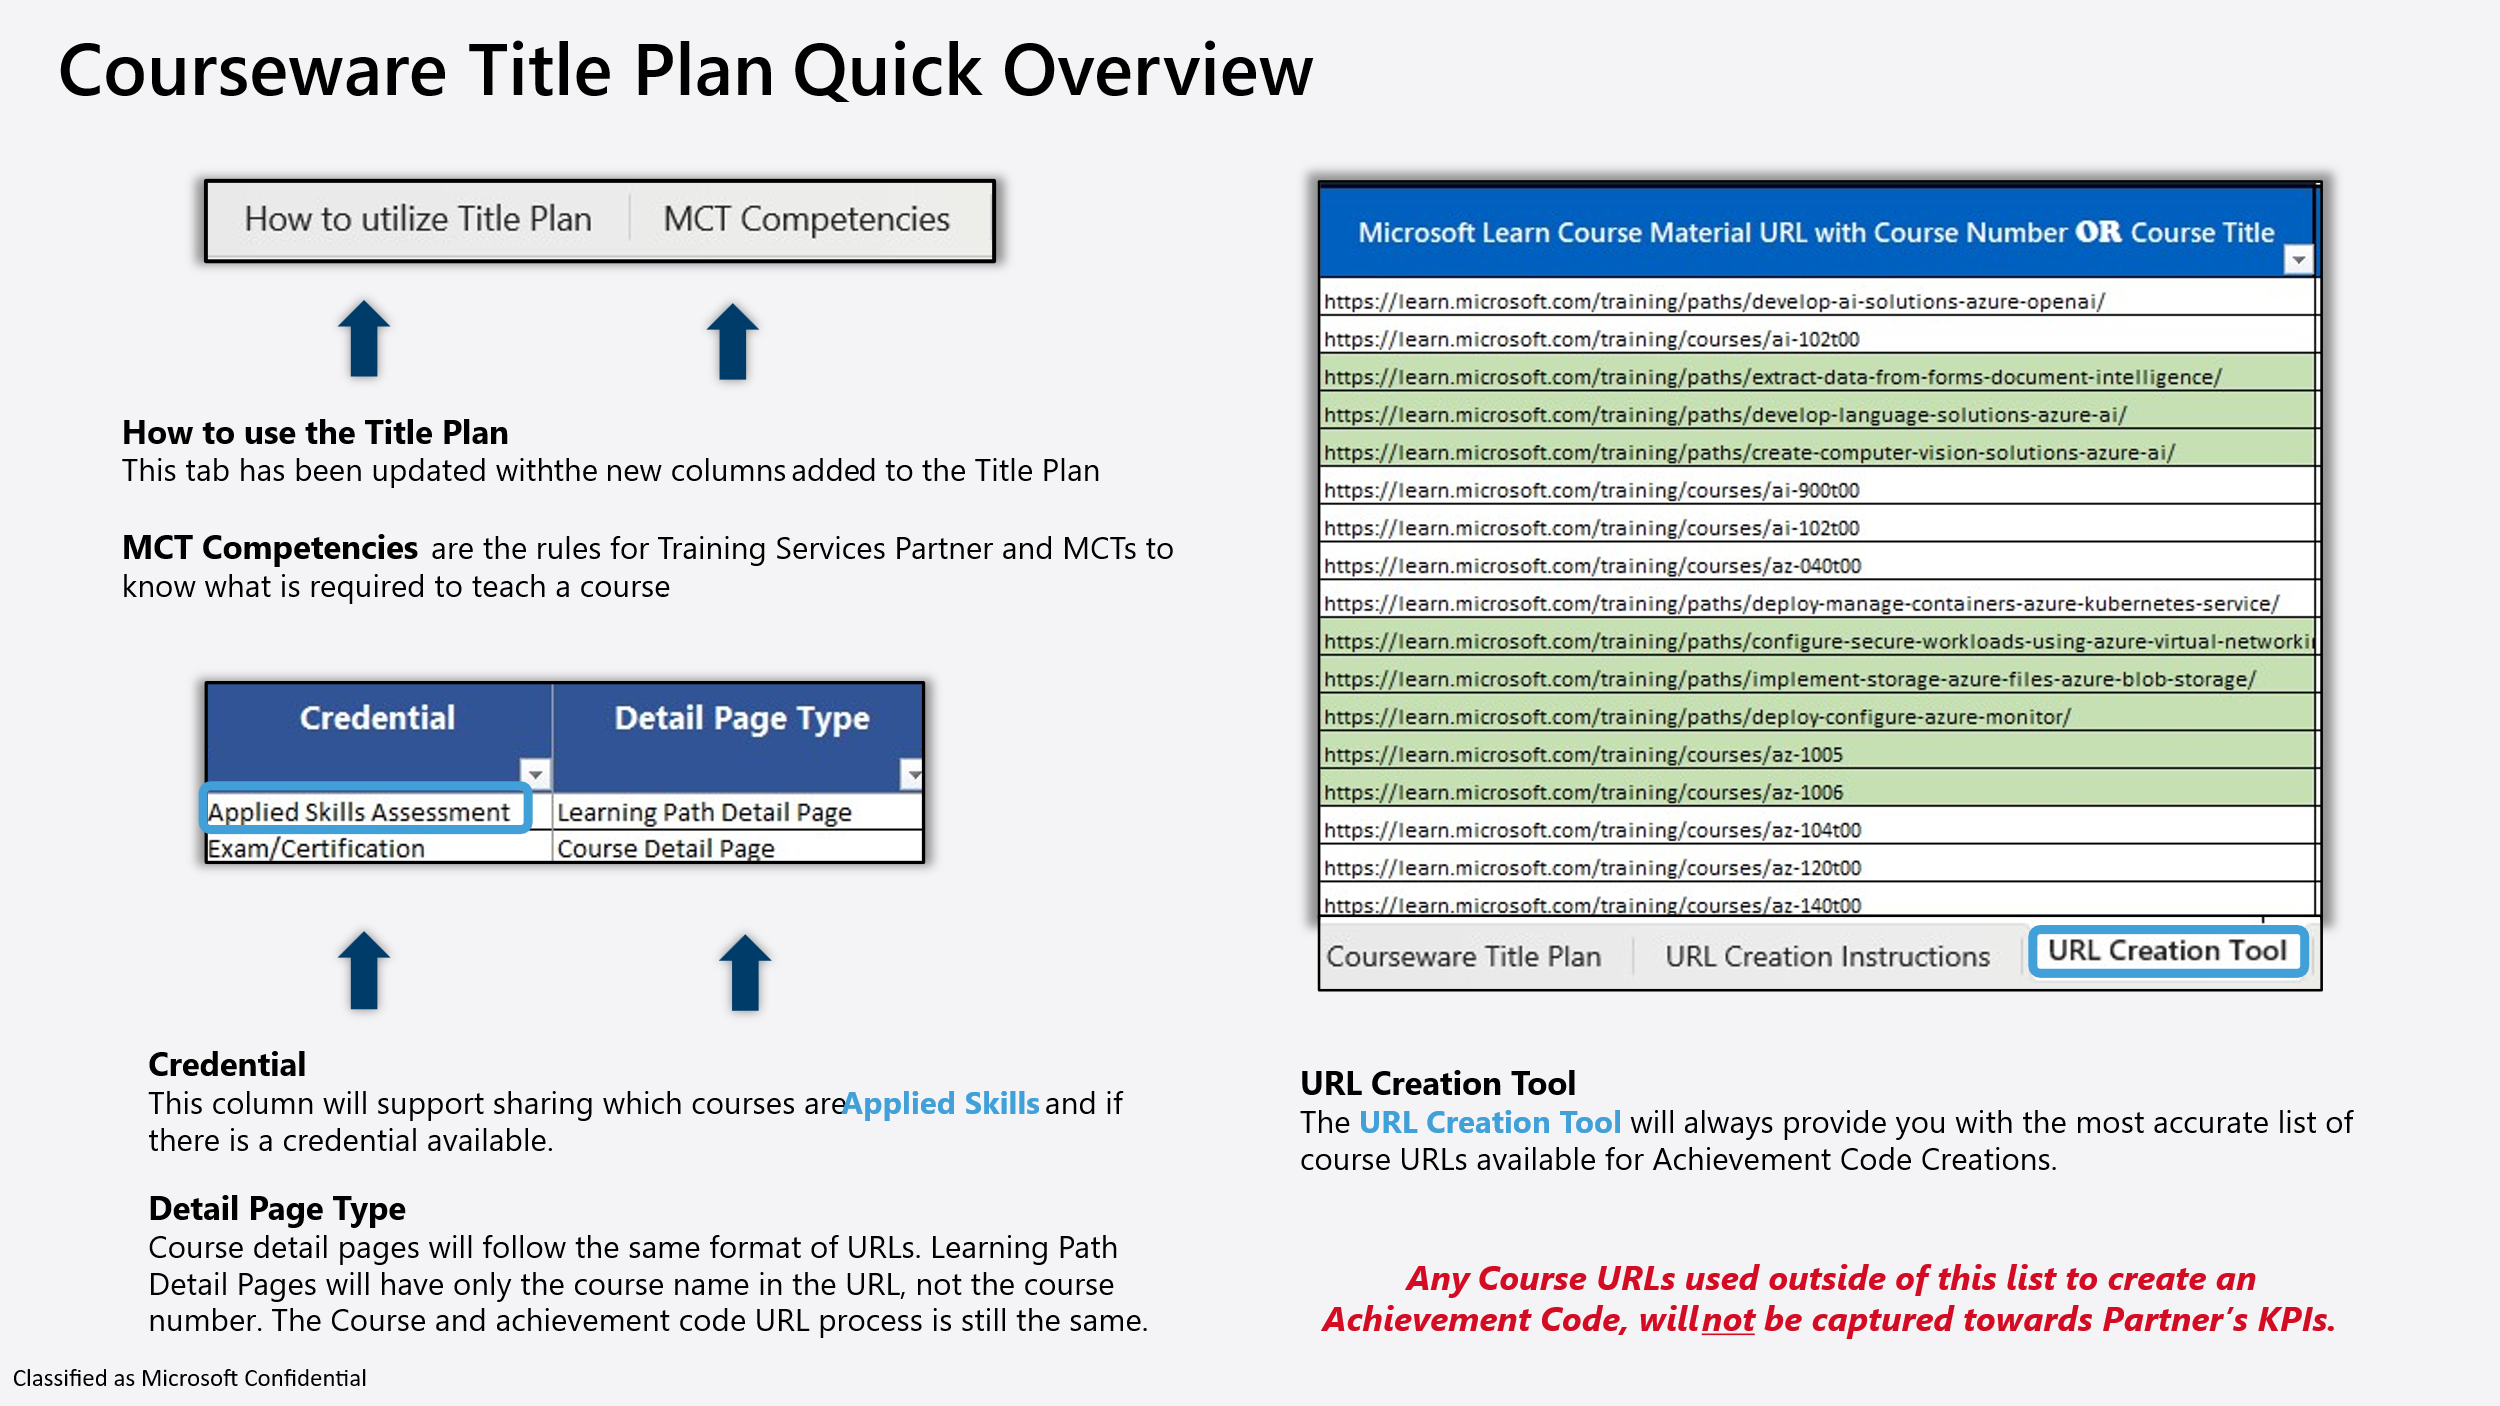 Courseware Title Plan Quick Overview
How to utilize Title Plan
MCT Competencies
How to use the Title Plan
This tab has been updated withthe new columns added to the Title Plan
MCT Competencies are the rules for Training Services Partner and MCTs to
know what is required to teach a course
Credential
Detail Page Type
Applied Skills Assessment
Learning Path Detail Page
Exam/Certification
Course Detail Page
Credential
This column will support sharing which courses areApplied Skills and if
there is a credential available.
Detail Page Type
Course detail pages will follow the same format of URLs. Learning Path
Detail Pages will have only the course name in the URL, not the course
number. The Course and achievement code URL process is still the same.
Microsoft Learn Course Material URL with Course Number OR Course Title
https://learn.microsoft.com/training/paths/develop-ai-solutions-azure-openai/
https://learn.microsoft.com/training/courses/ai-102t00
https://learn.microsoft.com/training/paths/extract-data-from-forms-document-intelligence/
https://learn.microsoft.com/training/paths/develop-language-solutions-azure-ai/
https://learn.microsoft.com/training/paths/create-computer-vision-solutions-azure-ai/
https://learn.microsoft.com/training/courses/ai-900t00
https://learn.microsoft.com/training/courses/ai-102t00
https://learn.microsoft.com/training/courses/az-040t00
https://learn.microsoft.com/training/paths/deploy-manage-containers-azure-kubernetes-service/
https://learn.microsoft.com/training/paths/configure-secure-workloads-using-azure-virtual-networkin
https://learn.microsoft.com/training/paths/implement-storage-azure-files-azure-blob-storage/
https://learn.microsoft.com/training/paths/deploy-configure-azure-monitor/
https://learn.microsoft.com/training/courses/az-1005
https://learn.microsoft.com/training/courses/az-1006
https://learn.microsoft.com/training/courses/az-104t00
https://learn.microsoft.com/training/courses/az-120t00
https://learn.microsoft.com/training/courses/az-140t00
Courseware Title Plan
URL Creation Instructions
URL Creation Tool
URL Creation Tool
The URL Creation Tool will always provide you with the most accurate list of
course URLs available for Achievement Code Creations.
Any Course URLs used outside of this list to create an
Achievement Code, will not be captured towards Partner's KPIs.
Classified as Microsoft Confidential